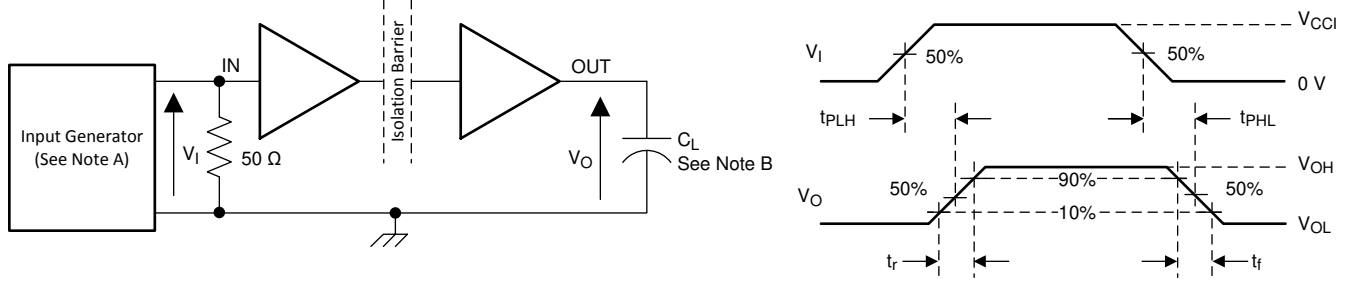 Input Generator
(See Note A)
V_I
50 Ω
IN
Isolation Barrier
OUT
V_O
C_L
See Note B
V_I
50%
50%
V_CCI
0 V
t_PLH
t_PHL
V_O
50%
90%
50%
10%
V_OH
V_OL
t_r
t_f